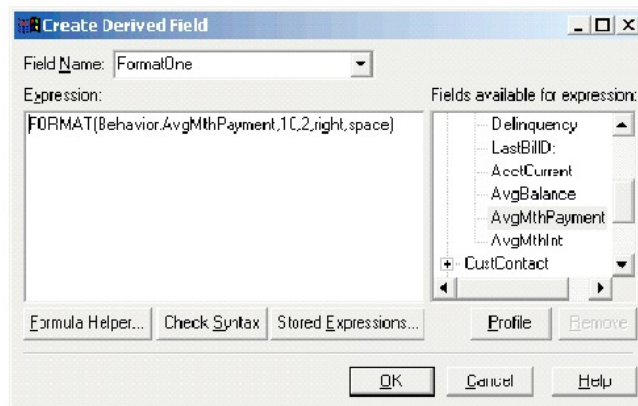 Create Derived Field
Field Name: FormatOne
Expression:
Fields available for expression:
FORMAT(Behavior.AvgMthPayment,10,2,right,space)
Delinquency
LastBillD:
AcctCurrent
AvgBalance
AvgMthPayment
AvgMthInt
CustContact
Formula Helper... Check Syntax Stored Expressions... Profile Remove
OK Cancel Help